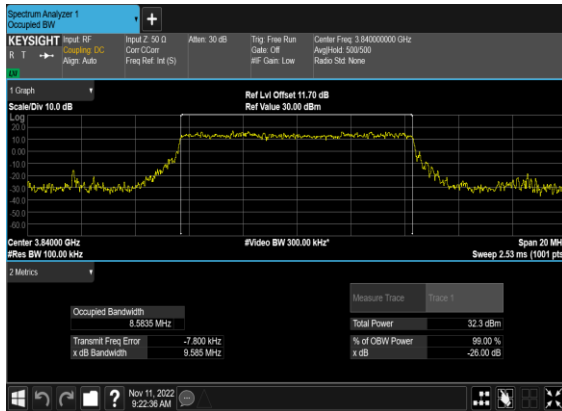 Spectrum Analyzer 1
Occupied BW
+
KEYSIGHT
R T
LXI
Input: RF
Coupling: DC
Align: Auto
Input Z: 50 Ω
Corr CCorr
Freq Ref: Int (S)
Atten: 30 dB
Trig: Free Run
Gate: Off
#IF Gain: Low
Center Freq: 3.840000000 GHz
Avg|Hold: 500/500
Radio Std: None
1 Graph
Scale/Div 10.0 dB
Ref Lvl Offset 11.70 dB
Ref Value 30.00 dBm
Log
20.0
10.0
0.00
-10.0
-20.0
-30.0
-40.0
-50.0
-60.0
Center 3.84000 GHz
#Res BW 100.00 kHz
#Video BW 300.00 kHz*
Span 20 MH
Sweep 2.53 ms (1001 pts
2 Metrics
Measure Trace Trace 1
Occupied Bandwidth
8.5835 MHz
Total Power 32.3 dBm
Transmit Freq Error -7.800 kHz
% of OBW Power 99.00 %
x dB Bandwidth 9.585 MHz
x dB -26.00 dB
?
Nov 11, 2022
9:22:36 AM